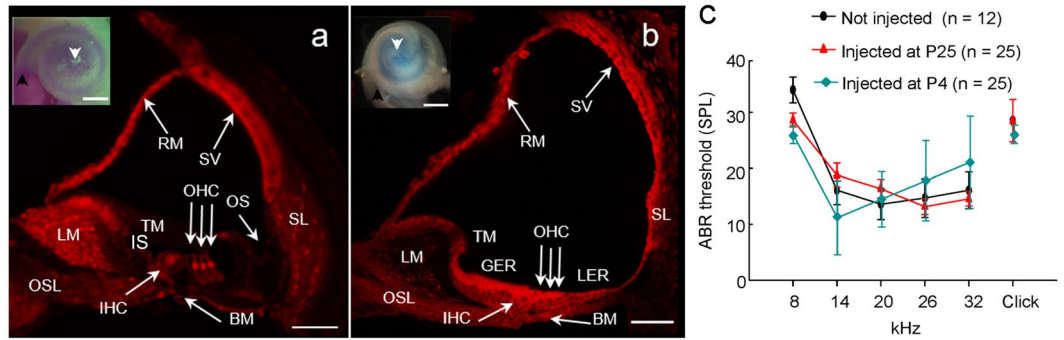 a
RM
SV
OHC
OS
TM
SL
LM
IS
OSL
IHC
BM
b
SV
RM
SL
OHC
TM
LM
GER
LER
OSL
IHC
BM
C
Not injected (n = 12)
Injected at P25 (n = 25)
Injected at P4 (n = 25)
ABR threshold (SPL)
40
30
20
10
0
8 14 20 26 32 Click
kHz